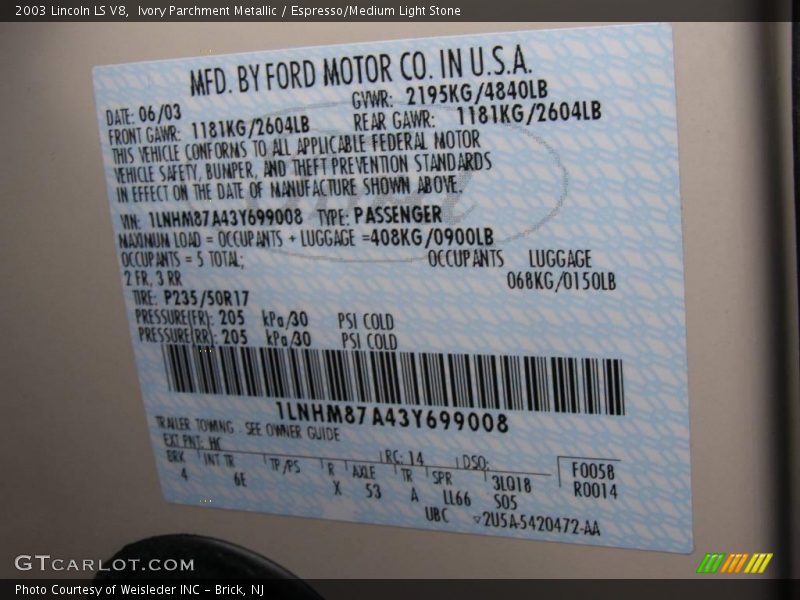 2003 Lincoln LS V8,  Ivory Parchment Metallic / Espresso/Medium Light Stone
MFD. BY FORD MOTOR CO. IN U.S.A.
DATE: 06/03 GVWR: 2195KG/4840LB
FRONT GAWR: 1181KG/2604LB REAR GAWR: 1181KG/2604LB
THIS VEHICLE CONFORMS TO ALL APPLICABLE FEDERAL MOTOR
VEHICLE SAFETY, BUMPER, AND THEFT PREVENTION STANDARDS
IN EFFECT ON THE DATE OF MANUFACTURE SHOWN ABOVE.
VIN: 1LNHM87A43Y699008 TYPE: PASSENGER
MAXIMUM LOAD = OCCUPANTS + LUGGAGE =408KG/0900LB
OCCUPANTS = 5 TOTAL; OCCUPANTS LUGGAGE
2 FR, 3 RR 068KG/0150LB
TIRE: P235/50R17
PRESSURE(FR): 205 kPa/30 PSI COLD
PRESSURE(RR): 205 kPa/30 PSI COLD
1LNHM87A43Y699008
TRAILER TOWING - SEE OWNER GUIDE
EXT PNT: HC RC: 14 DSO: F0058
BRK INT TR TP/PS R AXLE TR SPR 3L018 R0014
4 6E X 53 A LL66 S05
UBC 2U5A-5420472-AA
GTCARLOT.COM
Photo Courtesy of Weisleder INC – Brick, NJ